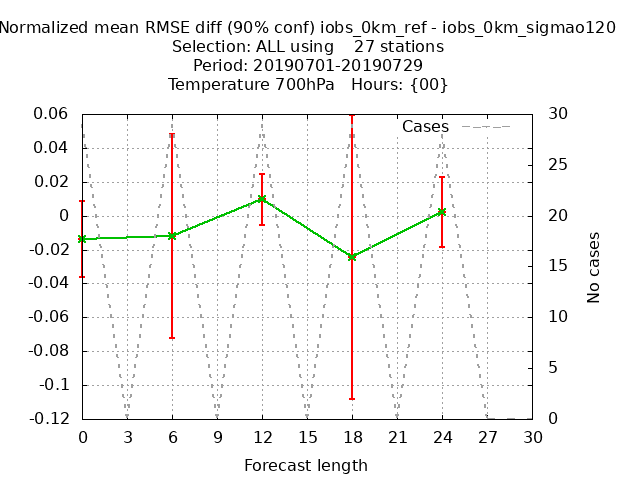 Normalized mean RMSE diff (90% conf) iobs_0km_ref - iobs_0km_sigmao120
Selection: ALL using 27 stations
Period: 20190701-20190729
Temperature 700hPa Hours: {00}
Cases
0.06
0.04
0.02
0
-0.02
-0.04
-0.06
-0.08
-0.1
-0.12
30
25
20
15
10
5
0
No cases
0 3 6 9 12 15 18 21 24 27 30
Forecast length